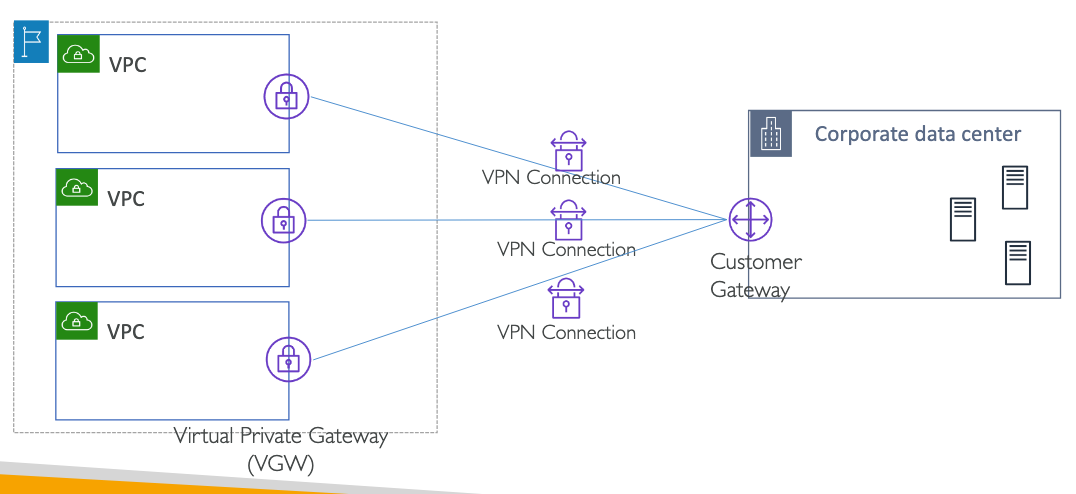 VPC
VPC
VPC
Virtual Private Gateway
(VGW)
VPN Connection
VPN Connection
VPN Connection
Corporate data center
Customer
Gateway